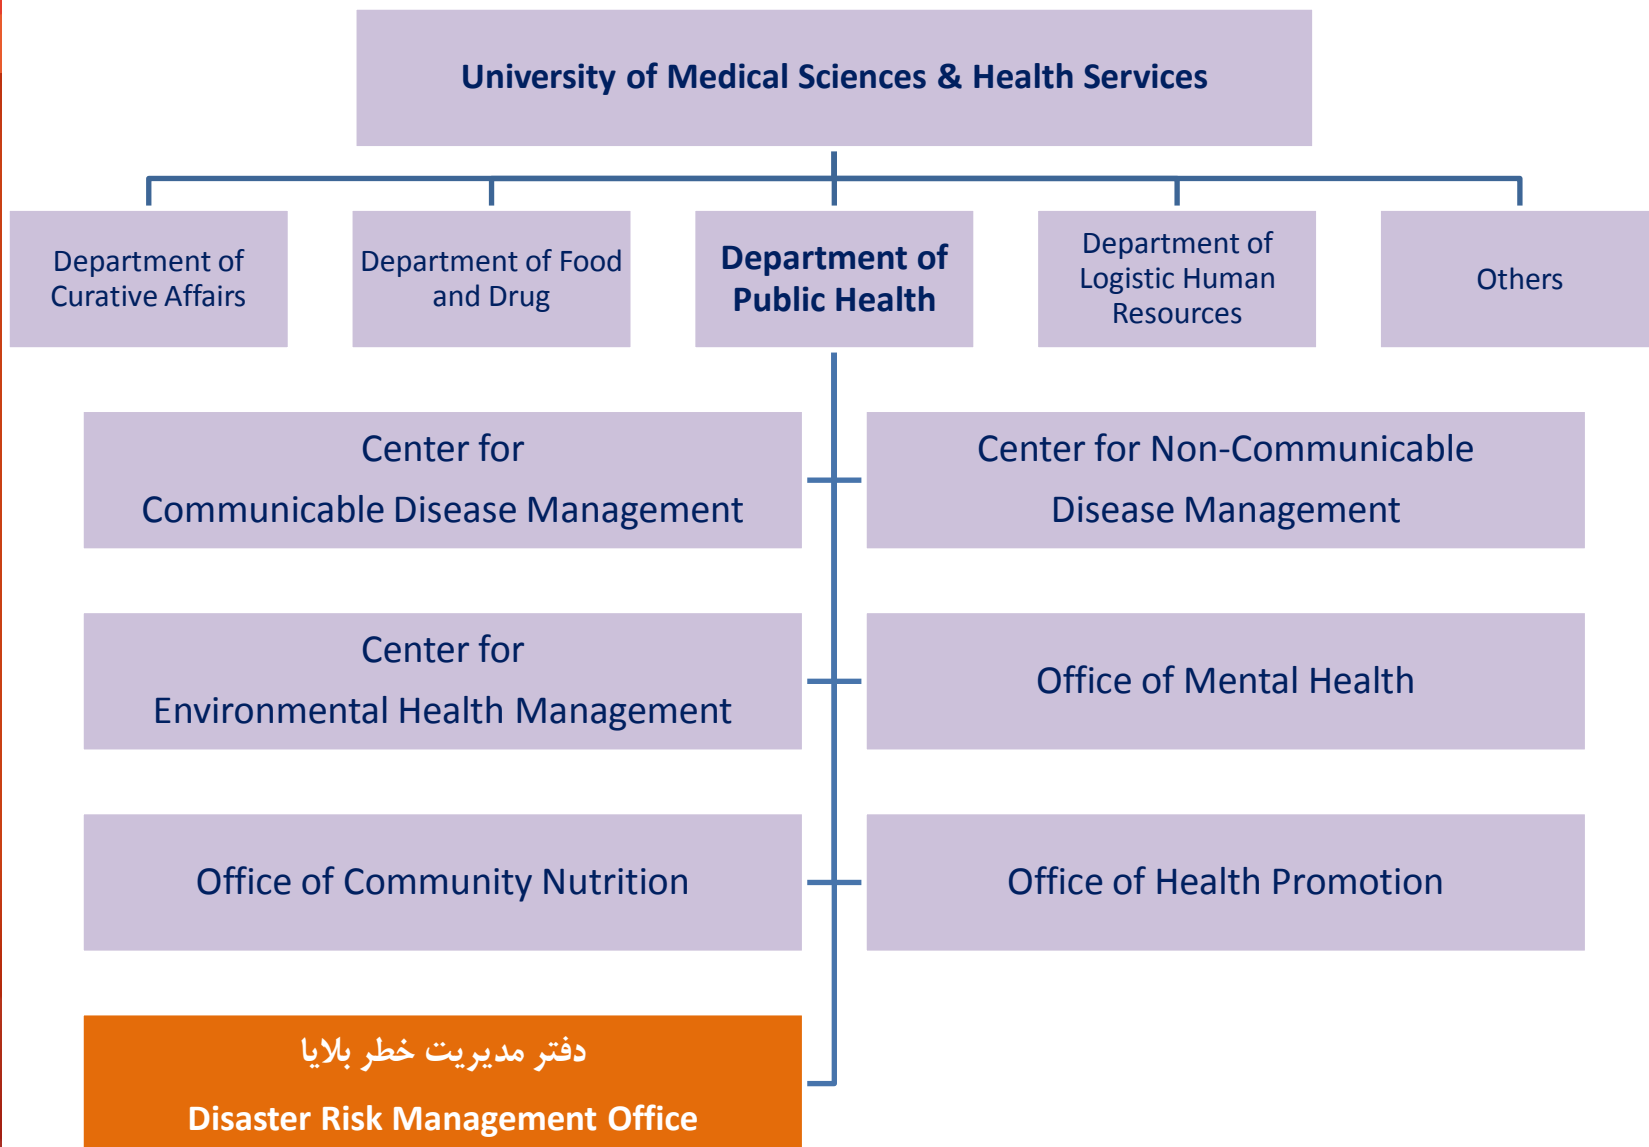 University of Medical Sciences & Health Services
Department of
Curative Affairs
Department of Food
and Drug
Department of
Public Health
Department of
Logistic Human
Resources
Others
Center for
Communicable Disease Management
Center for Non-Communicable
Disease Management
Center for
Environmental Health Management
Office of Mental Health
Office of Community Nutrition
Office of Health Promotion
دفتر مدیریت خطر بلایا
Disaster Risk Management Office